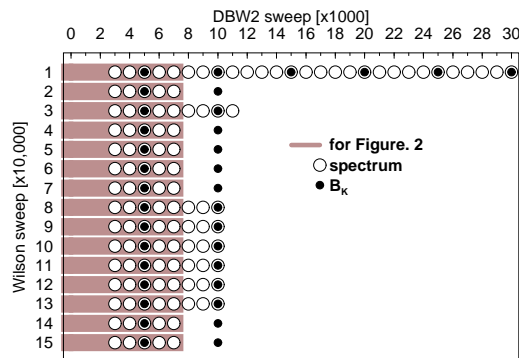 DBW2 sweep [x1000]
0 2 4 6 8 10 12 14 16 18 20 22 24 26 28 30
Wilson sweep [x10,000]
1
2
3
4
5
6
7
8
9
10
11
12
13
14
15
for Figure. 2
spectrum
B_K